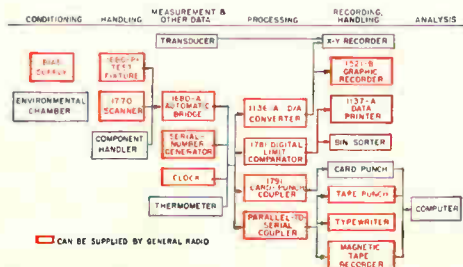 CONDITIONING
HANDLING
MEASUREMENT &
OTHER DATA
PROCESSING
RECORDING,
HANDLING
ANALYSIS
TRANSDUCER
X-Y RECORDER
BIAS
SUPPLY
TEST
FIXTURE
1521-B
GRAPHIC
RECORDER
ENVIRONMENTAL
CHAMBER
1770
SCANNER
1680-A
AUTOMATIC
BRIDGE
1136-A D/A
CONVERTER
1137-A
DATA
PRINTER
COMPONENT
HANDLER
SERIAL-
NUMBER
GENERATOR
1781 DIGITAL
LIMIT
COMPARATOR
BIN SORTER
CLOCK
1791
CARD-PUNCH
COUPLER
CARD PUNCH
TAPE PUNCH
THERMOMETER
PARALLEL-TO-
SERIAL
COUPLER
TYPEWRITER
COMPUTER
MAGNETIC
TAPE
RECORDER
CAN BE SUPPLIED BY GENERAL RADIO